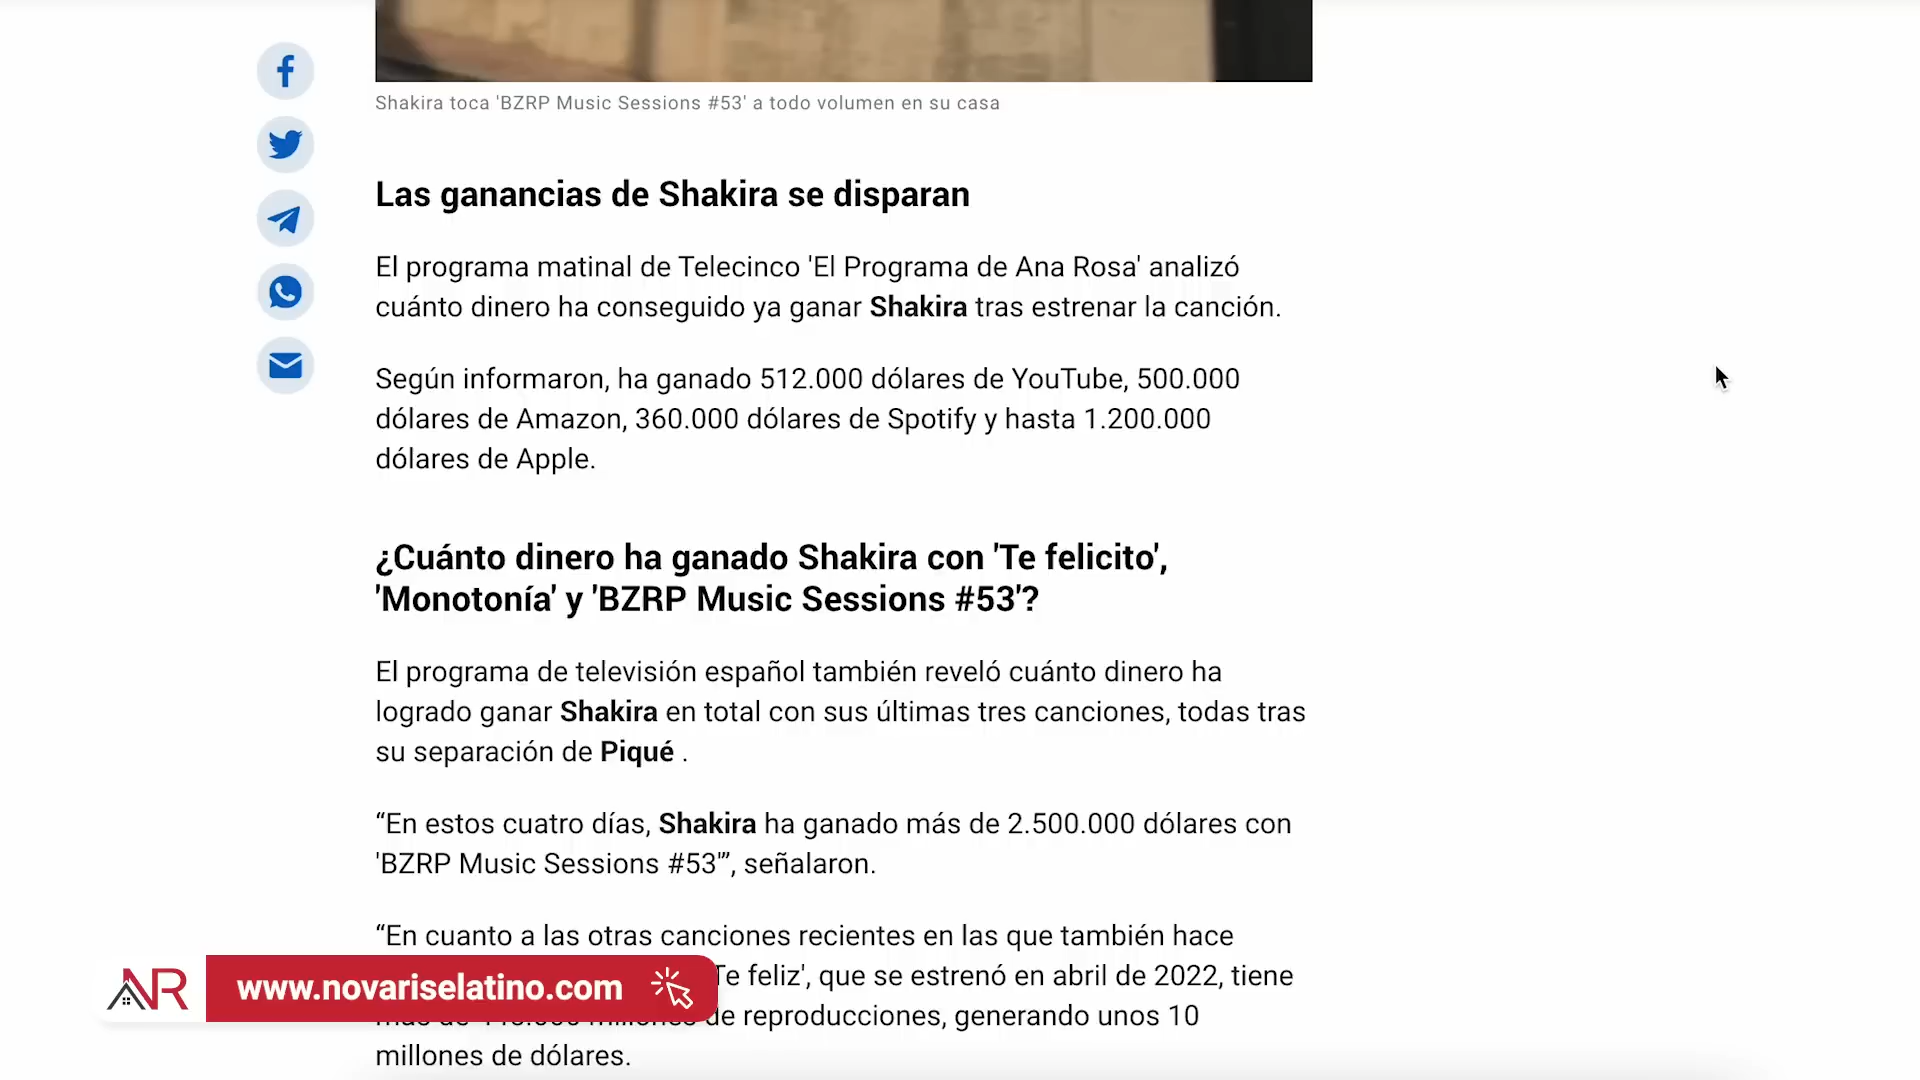 Shakira toca 'BZRP Music Sessions #53' a todo volumen en su casa
Las ganancias de Shakira se disparan
El programa matinal de Telecinco 'El Programa de Ana Rosa' analizó
cuánto dinero ha conseguido ya ganar Shakira tras estrenar la canción.
Según informaron, ha ganado 512.000 dólares de YouTube, 500.000
dólares de Amazon, 360.000 dólares de Spotify y hasta 1.200.000
dólares de Apple.
¿Cuánto dinero ha ganado Shakira con 'Te felicito',
'Monotonía' y 'BZRP Music Sessions #53'?
El programa de televisión español también reveló cuánto dinero ha
logrado ganar Shakira en total con sus últimas tres canciones, todas tras
su separación de Piqué .
“En estos cuatro días, Shakira ha ganado más de 2.500.000 dólares con
'BZRP Music Sessions #53'”, señalaron.
“En cuanto a las otras canciones recientes en las que también hace
Te feliz', que se estrenó en abril de 2022, tiene
de reproducciones, generando unos 10
millones de dólares.
NR
www.novariselatino.com